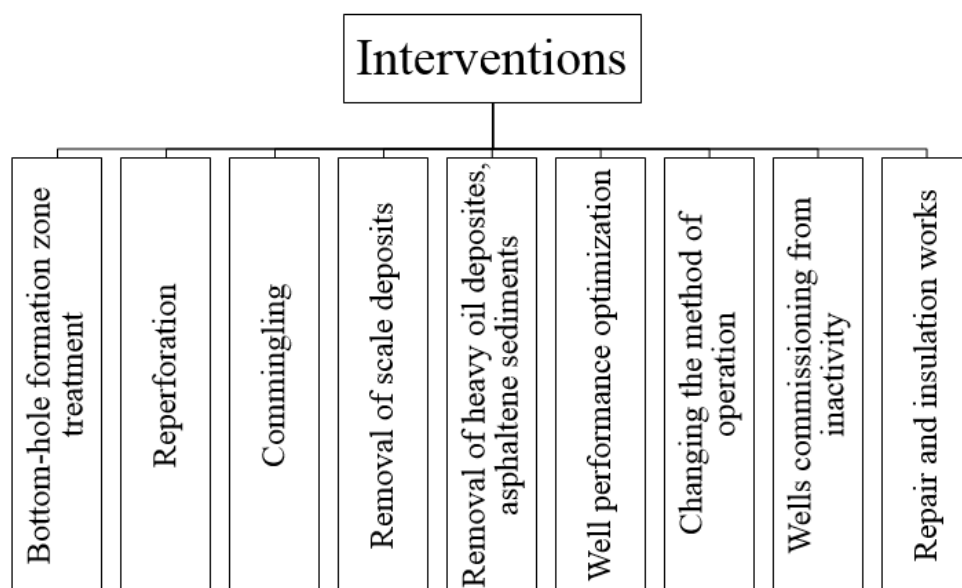 Interventions
Bottom-hole formation zone
treatment
Reperforation
Commingling
Removal of scale deposits
Removal of heavy oil deposites,
asphaltene sediments
Well performance optimization
Changing the method of
operation
Wells commissioning from
inactivity
Repair and insulation works